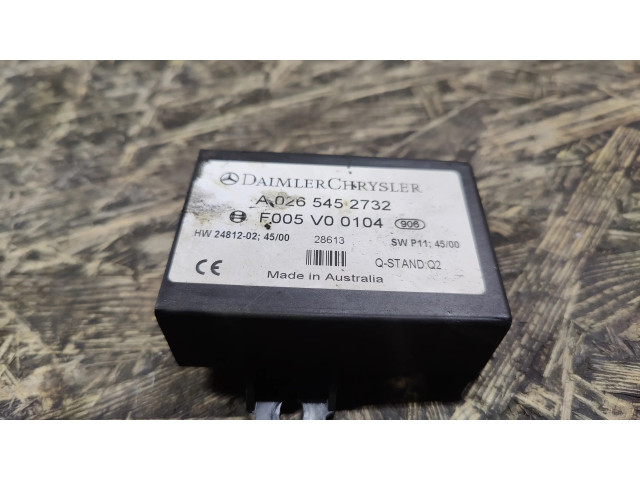 DAIMLERCHRYSLER
A 026 545 2732
F005 V0 0104 906
HW 24812-02; 45/00 28613 SW P11; 45/00
Q-STAND:Q2
CE
Made in Australia